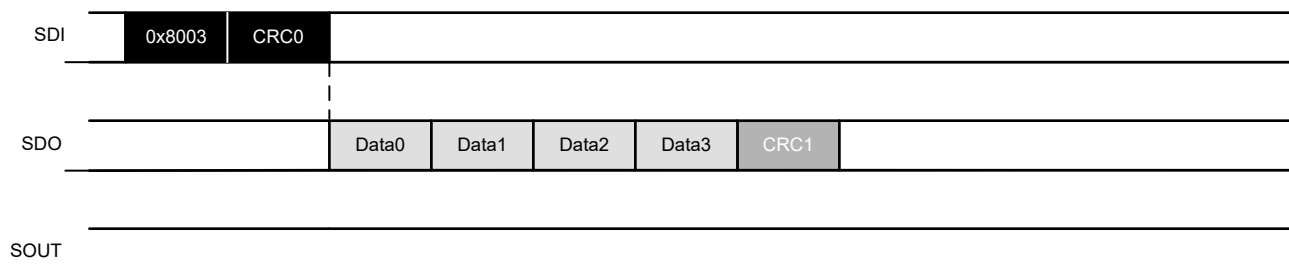 SDI 0x8003 CRC0
SDO Data0 Data1 Data2 Data3 CRC1
SOUT